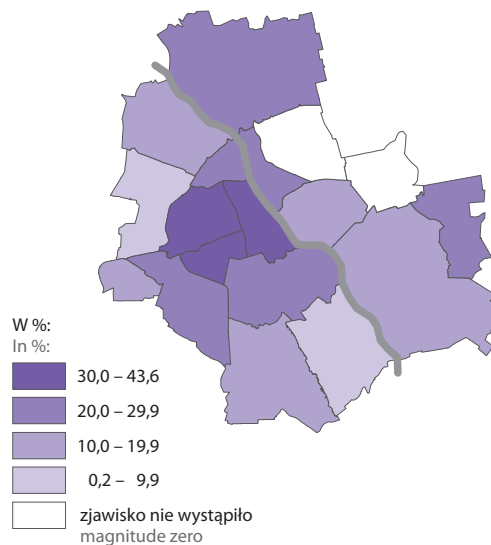 W %:
In %:
30,0 – 43,6
20,0 – 29,9
10,0 – 19,9
0,2 – 9,9
zjawisko nie wystąpiło
magnitude zero